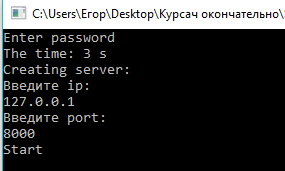 C:\Users\Егор\Desktop\Курсач окончательно\
Enter password
The time: 3 s
Creating server:
Введите ip:
127.0.0.1
Введите port:
8000
Start